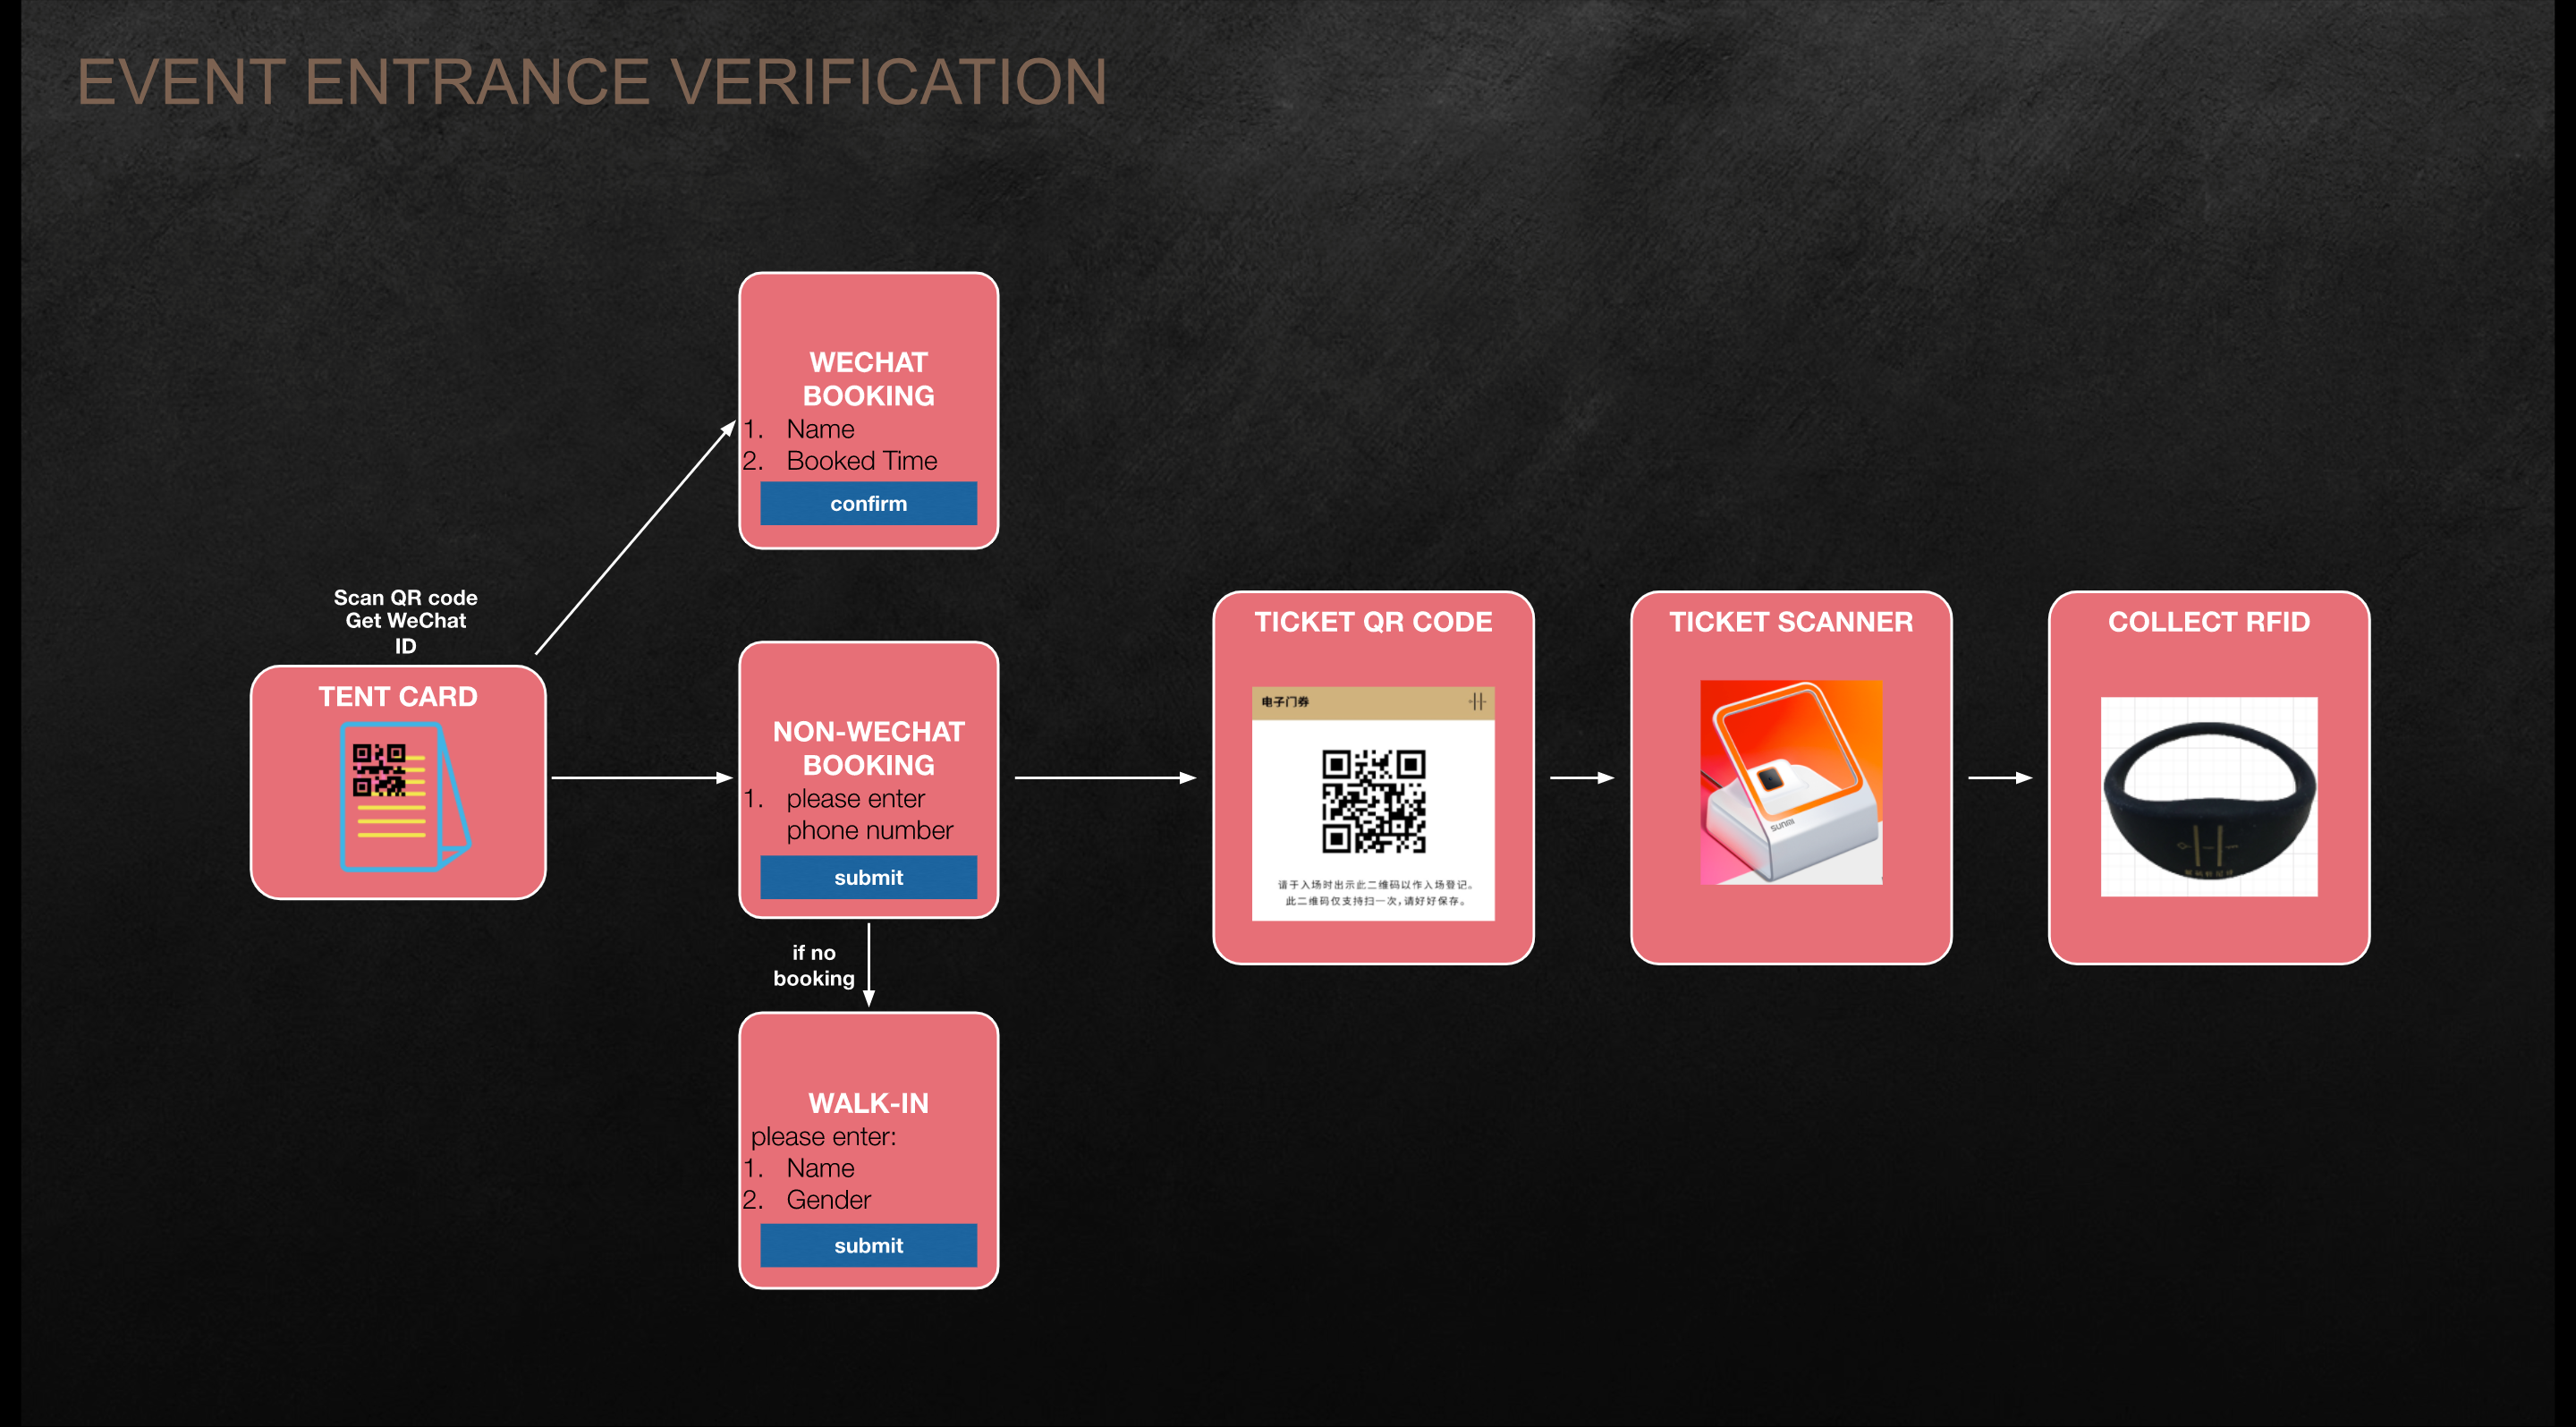 EVENT ENTRANCE VERIFICATION
WECHAT
BOOKING
1. Name
2. Booked Time
confirm
Scan QR code
Get WeChat
ID
TENT CARD
NON-WECHAT
BOOKING
1. please enter
phone number
submit
if no
booking
WALK-IN
please enter:
1. Name
2. Gender
submit
TICKET QR CODE
电子门券
请于入场时出示此二维码以作入场登记。
此二维码仅支持扫一次,请好好保存。
TICKET SCANNER
SUNMI
COLLECT RFID